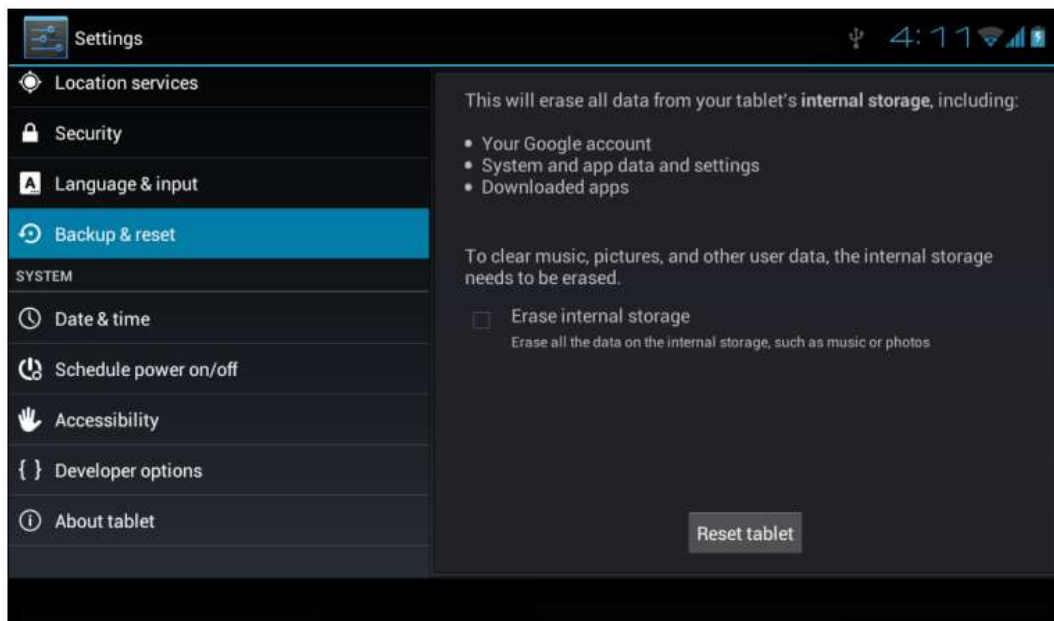 Settings
4:11
Location services
Security
Language & input
Backup & reset
SYSTEM
Date & time
Schedule power on/off
Accessibility
{ } Developer options
About tablet
This will erase all data from your tablet's internal storage, including:
• Your Google account
• System and app data and settings
• Downloaded apps
To clear music, pictures, and other user data, the internal storage
needs to be erased.
Erase internal storage
Erase all the data on the internal storage, such as music or photos
Reset tablet